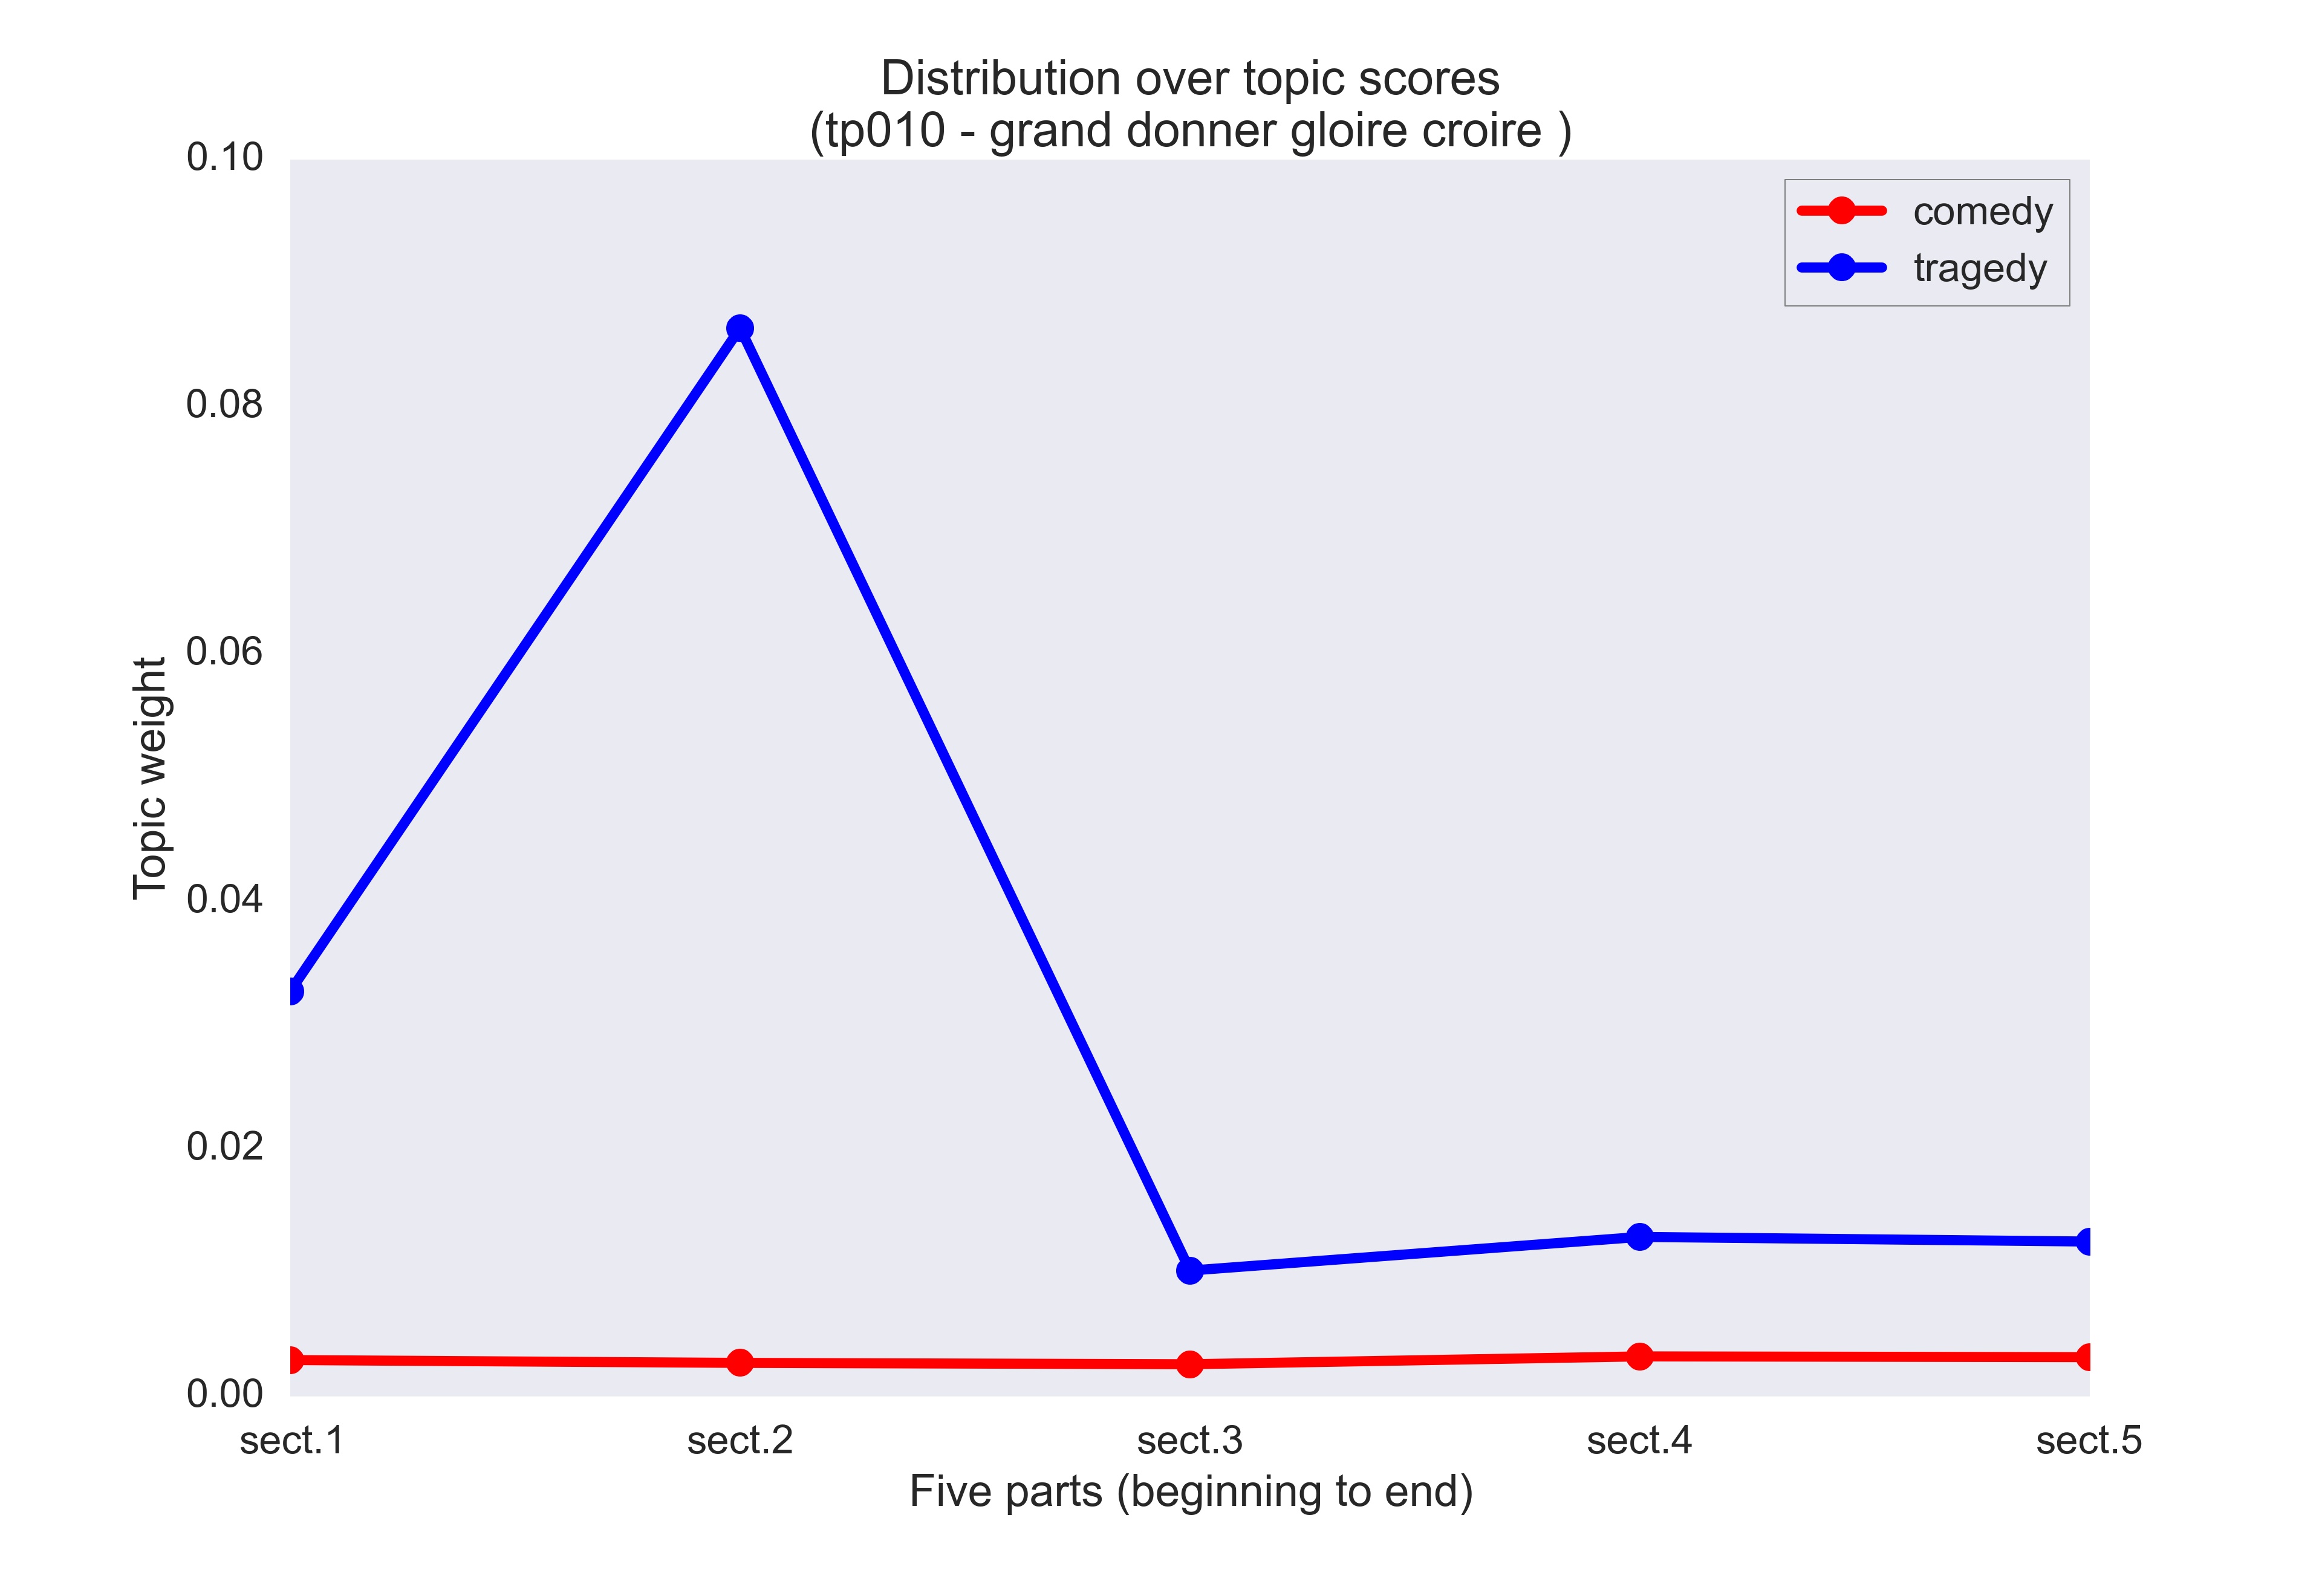 Distribution over topic scores
(tp010 - grand donner gloire croire )
0.10
0.08
0.06
0.04
0.02
0.00
Topic weight
comedy
tragedy
sect.1 sect.2 sect.3 sect.4 sect.5
Five parts (beginning to end)